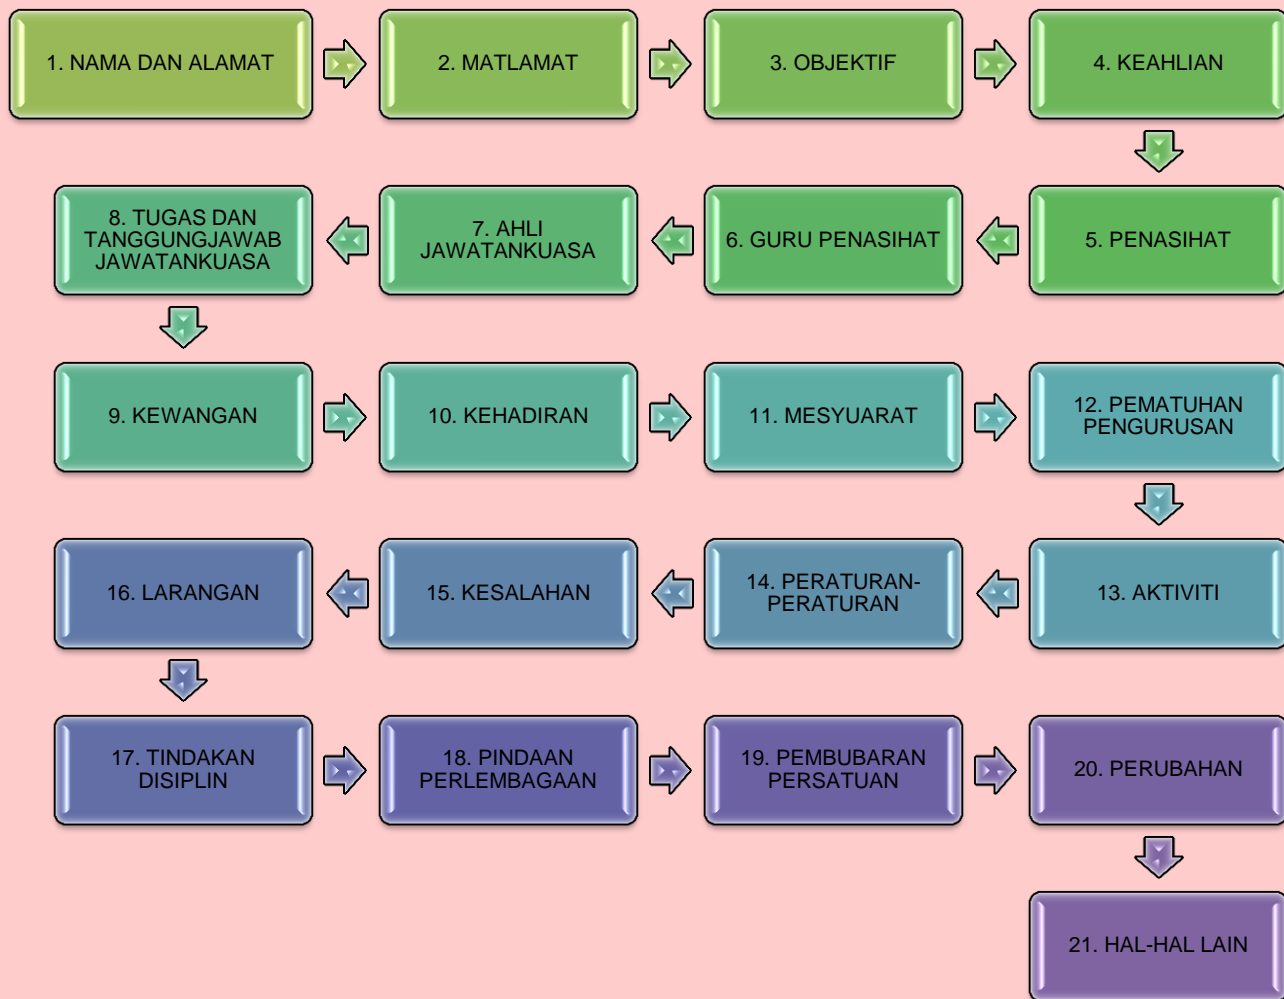 1. NAMA DAN ALAMAT
2. MATLAMAT
3. OBJEKTIF
4. KEAHLIAN
5. PENASIHAT
6. GURU PENASIHAT
7. AHLI
JAWATANKUASA
8. TUGAS DAN
TANGGUNGJAWAB
JAWATANKUASA
9. KEWANGAN
10. KEHADIRAN
11. MESYUARAT
12. PEMATUHAN
PENGURUSAN
13. AKTIVITI
14. PERATURAN-
PERATURAN
15. KESALAHAN
16. LARANGAN
17. TINDAKAN
DISIPLIN
18. PINDAAN
PERLEMBAGAAN
19. PEMBUBARAN
PERSATUAN
20. PERUBAHAN
21. HAL-HAL LAIN